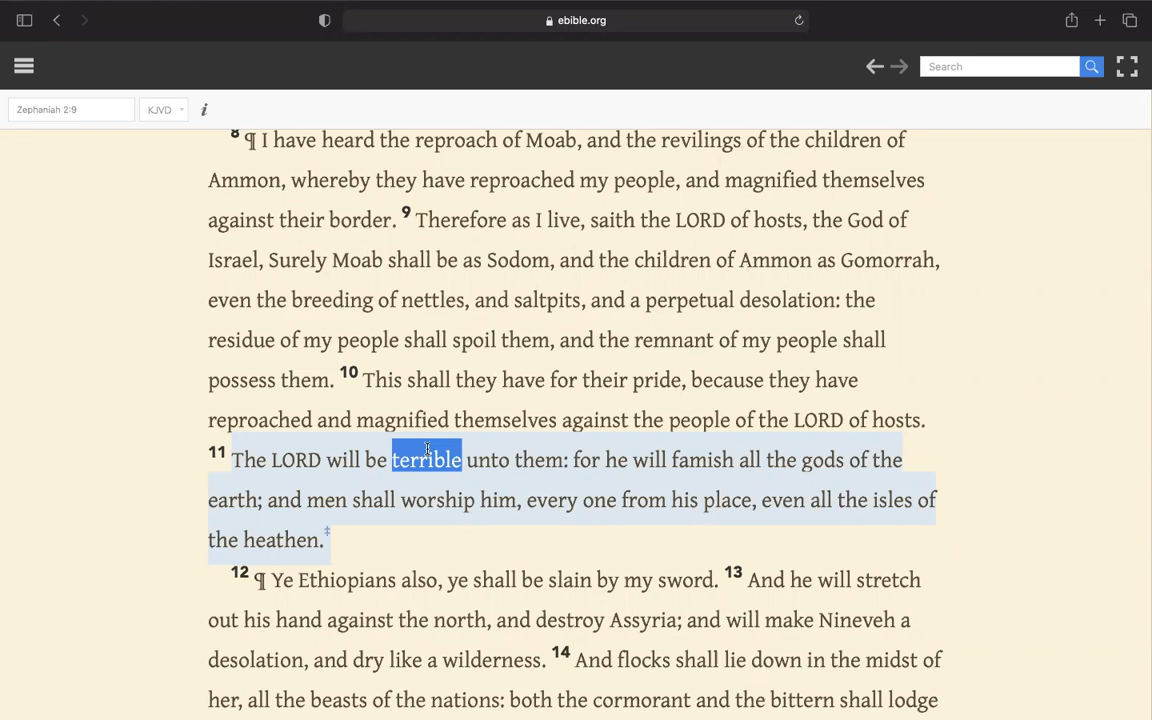 ebible.org
Search
Zephaniah 2:9 KJVD i
8 ¶ I have heard the reproach of Moab, and the revilings of the children of
Ammon, whereby they have reproached my people, and magnified themselves
against their border. 9 Therefore as I live, saith the LORD of hosts, the God of
Israel, Surely Moab shall be as Sodom, and the children of Ammon as Gomorrah,
even the breeding of nettles, and saltpits, and a perpetual desolation: the
residue of my people shall spoil them, and the remnant of my people shall
possess them. 10 This shall they have for their pride, because they have
reproached and magnified themselves against the people of the LORD of hosts.
11 The LORD will be terrible unto them: for he will famish all the gods of the
earth; and men shall worship him, every one from his place, even all the isles of
the heathen.‡
12 ¶ Ye Ethiopians also, ye shall be slain by my sword. 13 And he will stretch
out his hand against the north, and destroy Assyria; and will make Nineveh a
desolation, and dry like a wilderness. 14 And flocks shall lie down in the midst of
her, all the beasts of the nations: both the cormorant and the bittern shall lodge